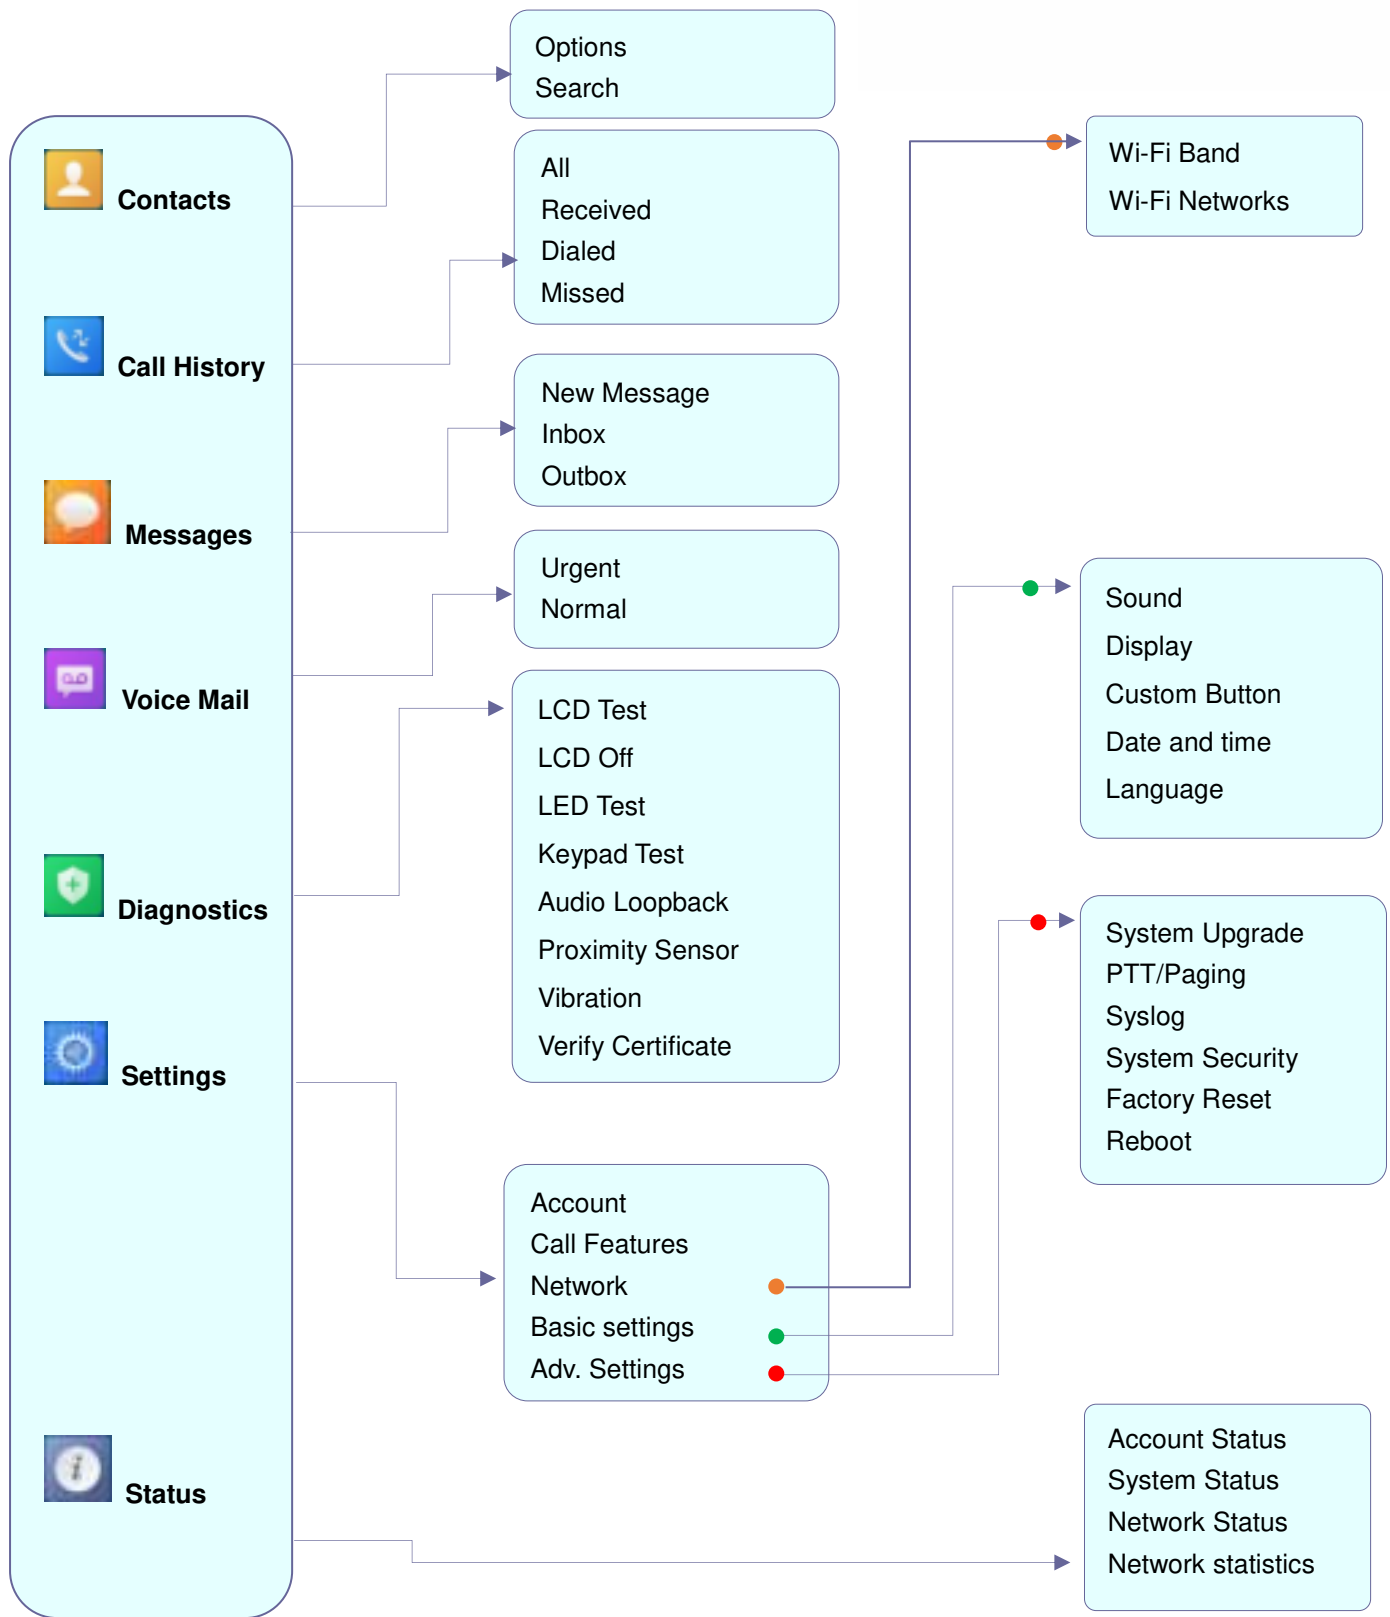 Contacts
Call History
Messages
Voice Mail
Diagnostics
Settings
Status
Options
Search
All
Received
Dialed
Missed
New Message
Inbox
Outbox
Urgent
Normal
LCD Test
LCD Off
LED Test
Keypad Test
Audio Loopback
Proximity Sensor
Vibration
Verify Certificate
Account
Call Features
Network
Basic settings
Adv. Settings
Wi-Fi Band
Wi-Fi Networks
Sound
Display
Custom Button
Date and time
Language
System Upgrade
PTT/Paging
Syslog
System Security
Factory Reset
Reboot
Account Status
System Status
Network Status
Network statistics